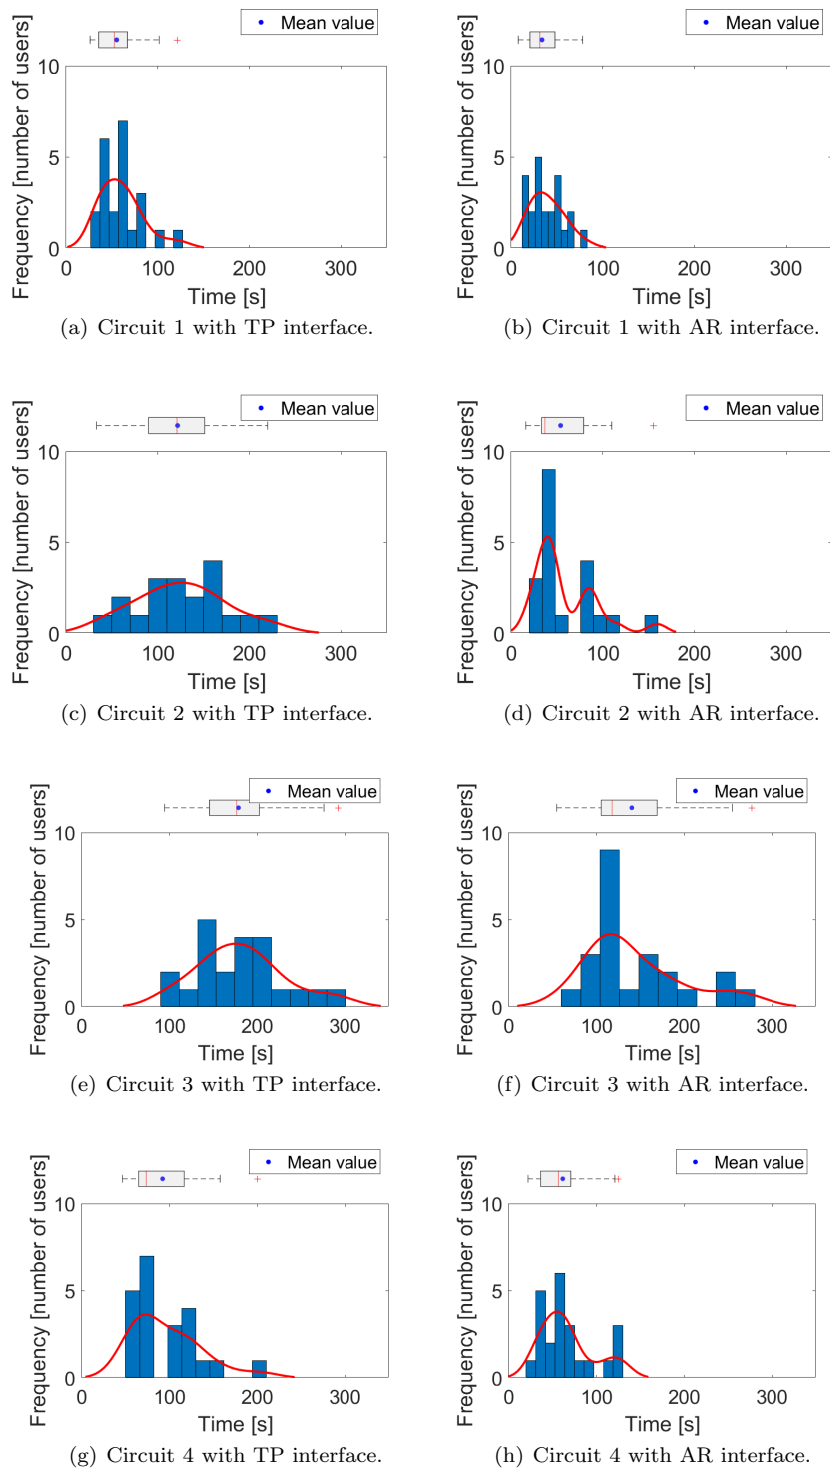 Mean value
Mean value
Frequency [number of users]
10
5
0
0 100 200 300
Time [s]
Frequency [number of users]
10
5
0
0 100 200 300
Time [s]
(a) Circuit 1 with TP interface.
(b) Circuit 1 with AR interface.
Mean value
Mean value
Frequency [number of users]
10
5
0
0 100 200 300
Time [s]
Frequency [number of users]
10
5
0
0 100 200 300
Time [s]
(c) Circuit 2 with TP interface.
(d) Circuit 2 with AR interface.
Mean value
Mean value
Frequency [number of users]
10
5
0
0 100 200 300
Time [s]
Frequency [number of users]
10
5
0
0 100 200 300
Time [s]
(e) Circuit 3 with TP interface.
(f) Circuit 3 with AR interface.
Mean value
Mean value
Frequency [number of users]
10
5
0
0 100 200 300
Time [s]
Frequency [number of users]
10
5
0
0 100 200 300
Time [s]
(g) Circuit 4 with TP interface.
(h) Circuit 4 with AR interface.